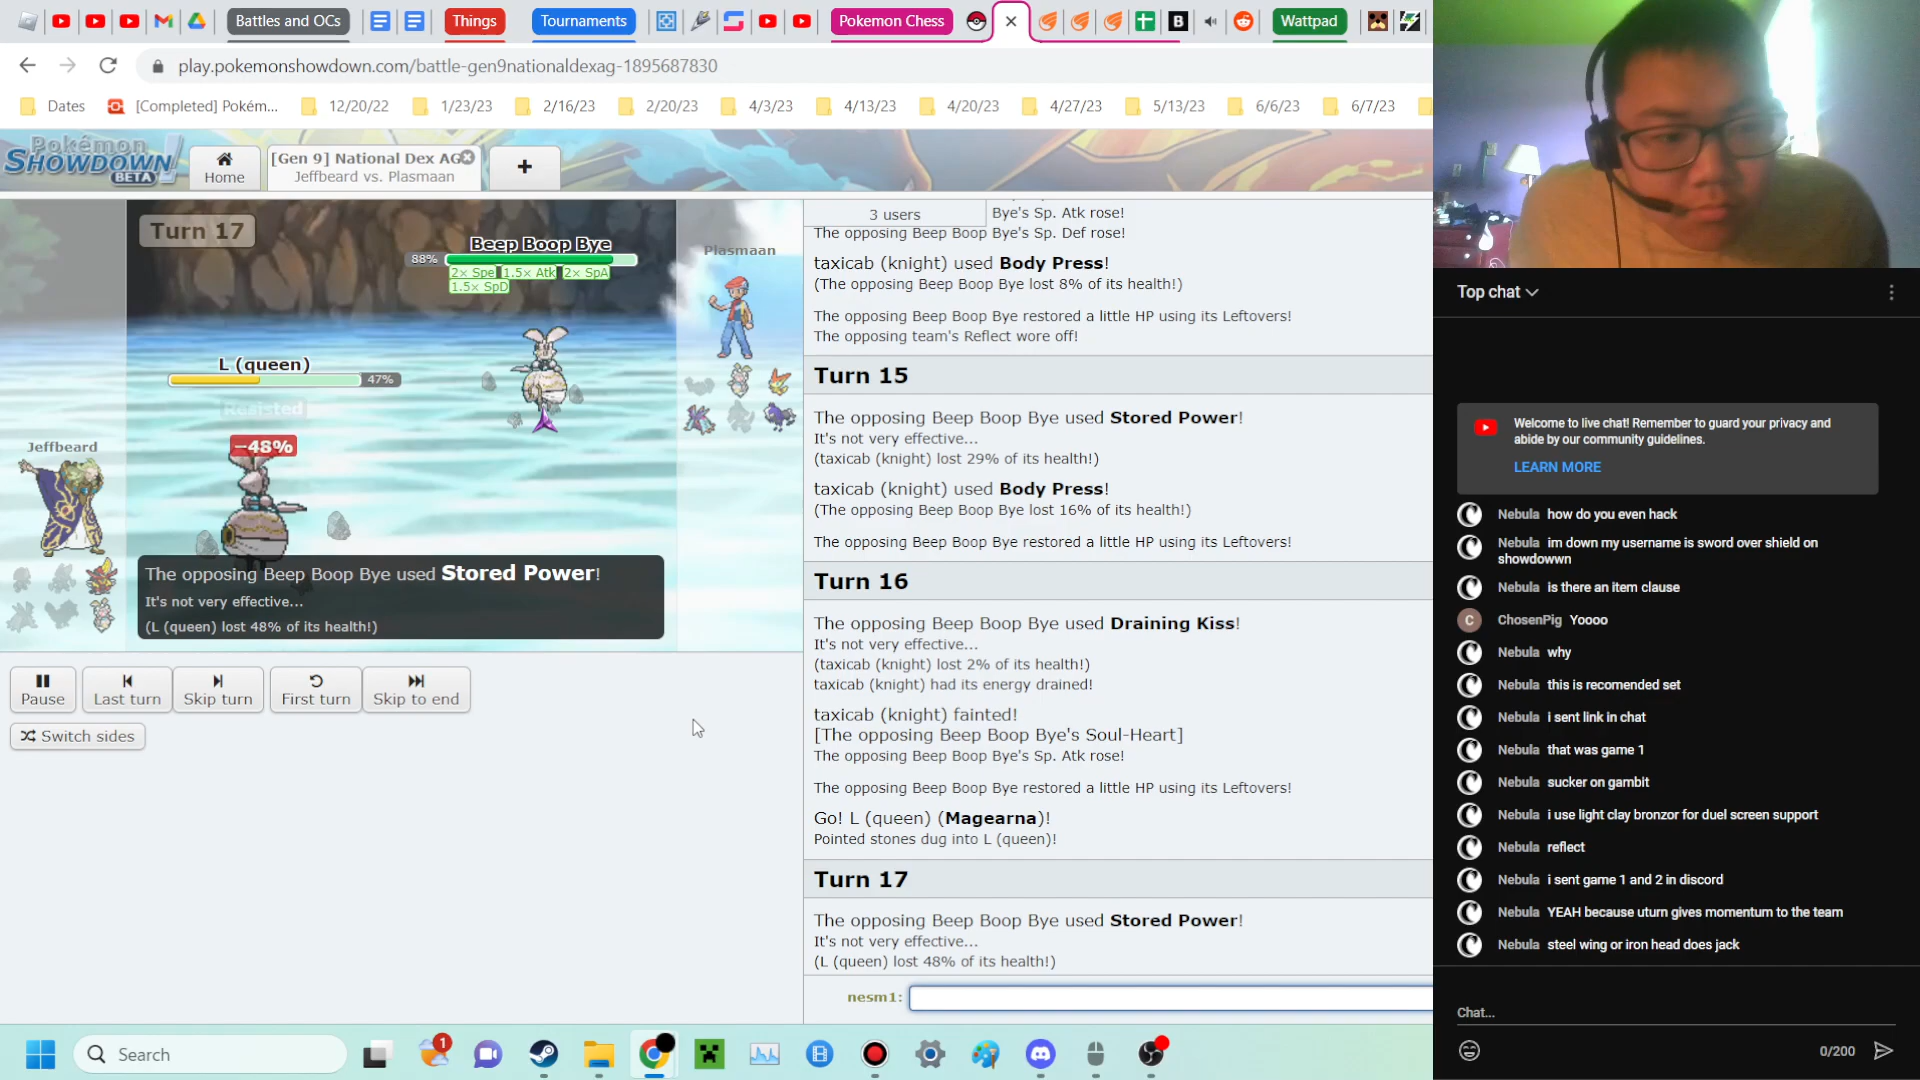 Battles and OCs
Things
Tournaments
Pokemon Chess
Wattpad
play.pokemonshowdown.com/battle-gen9nationaldexag-1895687830
Dates
[Completed] Pokém...
12/20/22
1/23/23
2/16/23
2/20/23
4/3/23
4/13/23
4/20/23
4/27/23
5/13/23
6/6/23
6/7/23
Pokémon
SHOWDOWN!
BETA
Home
[Gen 9] National Dex AG
Jeffbeard vs. Plasmaan
+
Turn 17
Beep Boop Bye
88%
2× Spe 1.5× Atk 2× SpA
1.5× SpD
Plasmaan
L (queen)
47%
Resisted
−48%
Jeffbeard
The opposing Beep Boop Bye used Stored Power!
It's not very effective...
(L (queen) lost 48% of its health!)
Pause
Last turn
Skip turn
First turn
Skip to end
Switch sides
3 users
Bye's Sp. Atk rose!
The opposing Beep Boop Bye's Sp. Def rose!
taxicab (knight) used Body Press!
(The opposing Beep Boop Bye lost 8% of its health!)
The opposing Beep Boop Bye restored a little HP using its Leftovers!
The opposing team's Reflect wore off!
Turn 15
The opposing Beep Boop Bye used Stored Power!
It's not very effective...
(taxicab (knight) lost 29% of its health!)
taxicab (knight) used Body Press!
(The opposing Beep Boop Bye lost 16% of its health!)
The opposing Beep Boop Bye restored a little HP using its Leftovers!
Turn 16
The opposing Beep Boop Bye used Draining Kiss!
It's not very effective...
(taxicab (knight) lost 2% of its health!)
taxicab (knight) had its energy drained!
taxicab (knight) fainted!
[The opposing Beep Boop Bye's Soul-Heart]
The opposing Beep Boop Bye's Sp. Atk rose!
The opposing Beep Boop Bye restored a little HP using its Leftovers!
Go! L (queen) (Magearna)!
Pointed stones dug into L (queen)!
Turn 17
The opposing Beep Boop Bye used Stored Power!
It's not very effective...
(L (queen) lost 48% of its health!)
nesm1:
Top chat
Welcome to live chat! Remember to guard your privacy and
abide by our community guidelines.
LEARN MORE
Nebula how do you even hack
Nebula im down my username is sword over shield on
showdowwn
Nebula is there an item clause
C ChosenPig Yoooo
Nebula why
Nebula this is recomended set
Nebula i sent link in chat
Nebula that was game 1
Nebula sucker on gambit
Nebula i use light clay bronzor for duel screen support
Nebula reflect
Nebula i sent game 1 and 2 in discord
Nebula YEAH because uturn gives momentum to the team
Nebula steel wing or iron head does jack
Chat...
0/200
Search
1